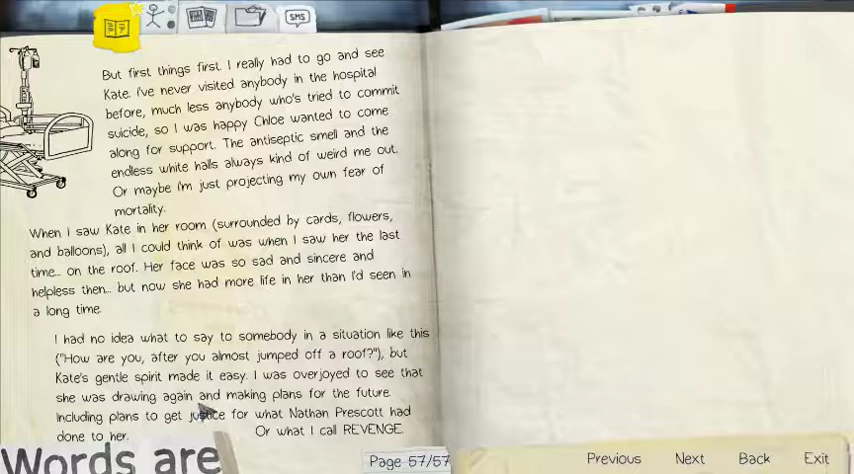 SMS
But first things first. I really had to go and see
Kate. I've never visited anybody in the hospital
before, much less anybody who's tried to commit
suicide, so I was happy Chloe wanted to come
along for support. The antiseptic smell and the
endless white halls always kind of weird me out.
Or maybe I'm just projecting my own fear of
mortality.
When I saw Kate in her room (surrounded by cards, flowers,
and balloons), all I could think of was when I saw her the last
time... on the roof. Her face was so sad and sincere and
helpless then... but now she had more life in her than I'd seen in
a long time.
I had no idea what to say to somebody in a situation like this
("How are you, after you almost jumped off a roof?"), but
Kate's gentle spirit made it easy. I was overjoyed to see that
she was drawing again and making plans for the future.
Including plans to get justice for what Nathan Prescott had
done to her. Or what I call REVENGE.
Words are
Page 57/57
Previous Next Back Exit